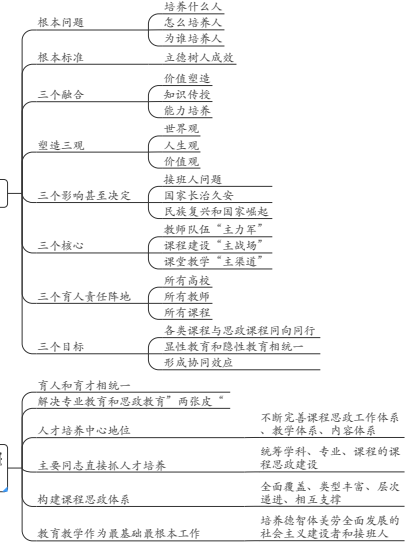 根本问题
培养什么人
怎么培养人
为谁培养人
根本标准
立德树人成效
三个融合
价值塑造
知识传授
能力培养
塑造三观
世界观
人生观
价值观
三个影响甚至决定
接班人问题
国家长治久安
民族复兴和国家崛起
三个核心
教师队伍“主力军”
课程建设“主战场”
课堂教学“主渠道”
三个育人责任阵地
所有高校
所有教师
所有课程
三个目标
各类课程与思政课程同向同行
显性教育和隐性教育相统一
形成协同效应
育人和育才相统一
解决专业教育和思政教育”两张皮“
人才培养中心地位
不断完善课程思政工作体系
、教学体系、内容体系
主要同志直接抓人才培养
统筹学科、专业、课程的课
程思政建设
构建课程思政体系
全面覆盖、类型丰富、层次
递进、相互支撑
教育教学作为最基础最根本工作
培养德智体美劳全面发展的
社会主义建设者和接班人